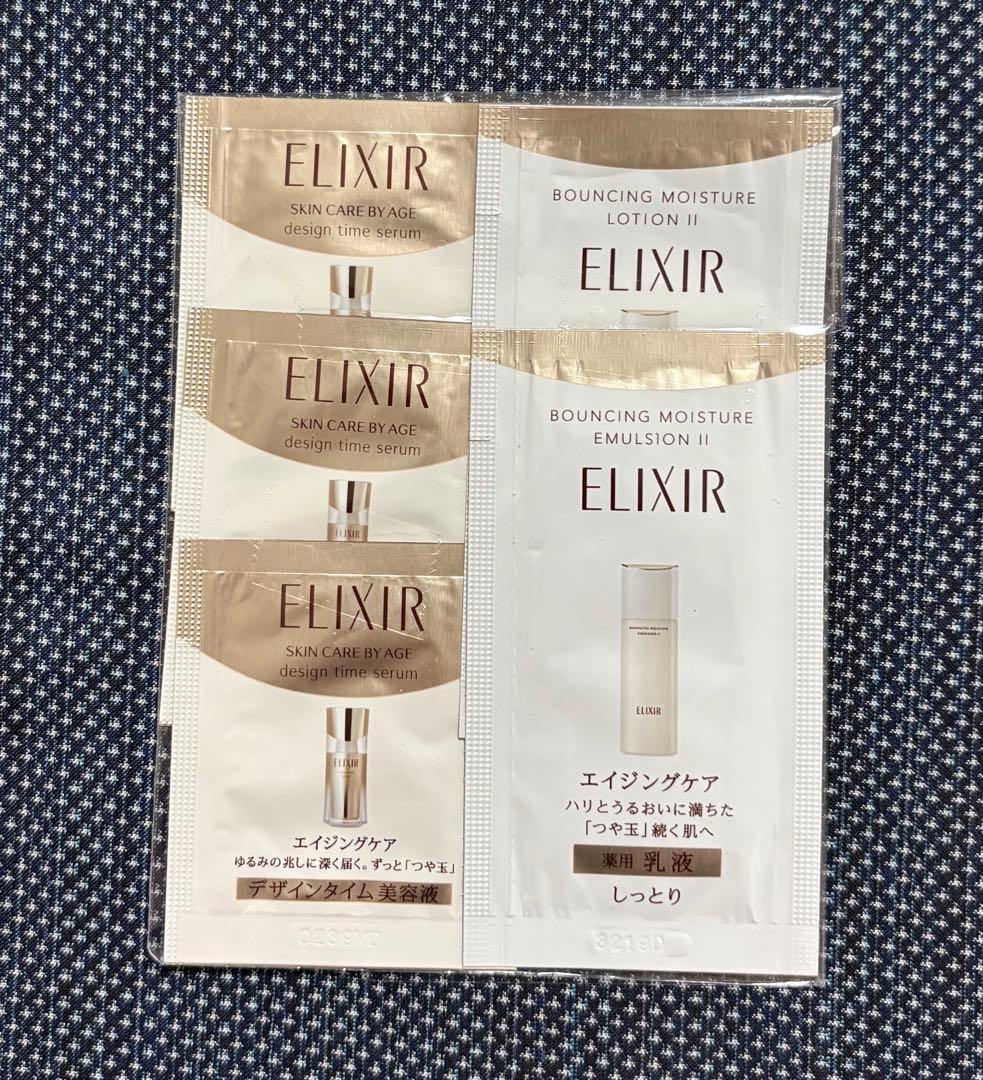 ELIXIR
SKIN CARE BY AGE
design time serum
ELIXIR
SKIN CARE BY AGE
design time serum
ELIXIR
ELIXIR
SKIN CARE BY AGE
design time serum
ELIXIR
エイジングケア
ゆるみの兆しに深く届く。ずっと「つや玉」
デザインタイム 美容液
BOUNCING MOISTURE
LOTION II
ELIXIR
BOUNCING MOISTURE
EMULSION II
ELIXIR
BOUNCING MOISTURE
EMULSION II
ELIXIR
エイジングケア
ハリとうるおいに満ちた
「つや玉」続く肌へ
薬用 乳液
しっとり
3219D